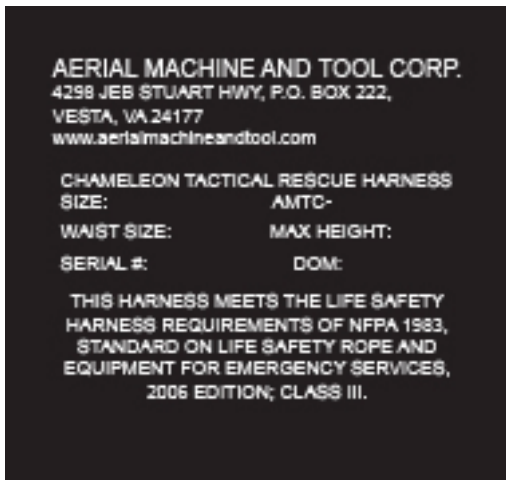 AERIAL MACHINE AND TOOL CORP.
4298 JEB STUART HWY, P.O. BOX 222,
VESTA, VA 24177
www.aerialmachineandtool.com
CHAMELEON TACTICAL RESCUE HARNESS
SIZE: AMTC-
WAIST SIZE: MAX HEIGHT:
SERIAL #: DOM:
THIS HARNESS MEETS THE LIFE SAFETY
HARNESS REQUIREMENTS OF NFPA 1983,
STANDARD ON LIFE SAFETY ROPE AND
EQUIPMENT FOR EMERGENCY SERVICES,
2006 EDITION; CLASS III.